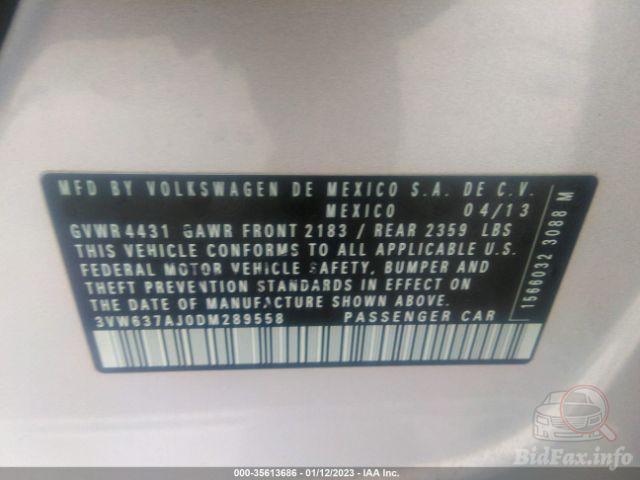 MFD BY VOLKSWAGEN DE MEXICO S.A. DE C.V.
MEXICO 04/13
GVWR 4431 GAWR FRONT 2183 / REAR 2359 LBS
THIS VEHICLE CONFORMS TO ALL APPLICABLE U.S.
FEDERAL MOTOR VEHICLE SAFETY, BUMPER AND
THEFT PREVENTION STANDARDS IN EFFECT ON
THE DATE OF MANUFACTURE SHOWN ABOVE.
3VW637AJ0DM289558 PASSENGER CAR
1566032 3088 M
BidFax.info
000-35613686 - 01/12/2023 - IAA Inc.